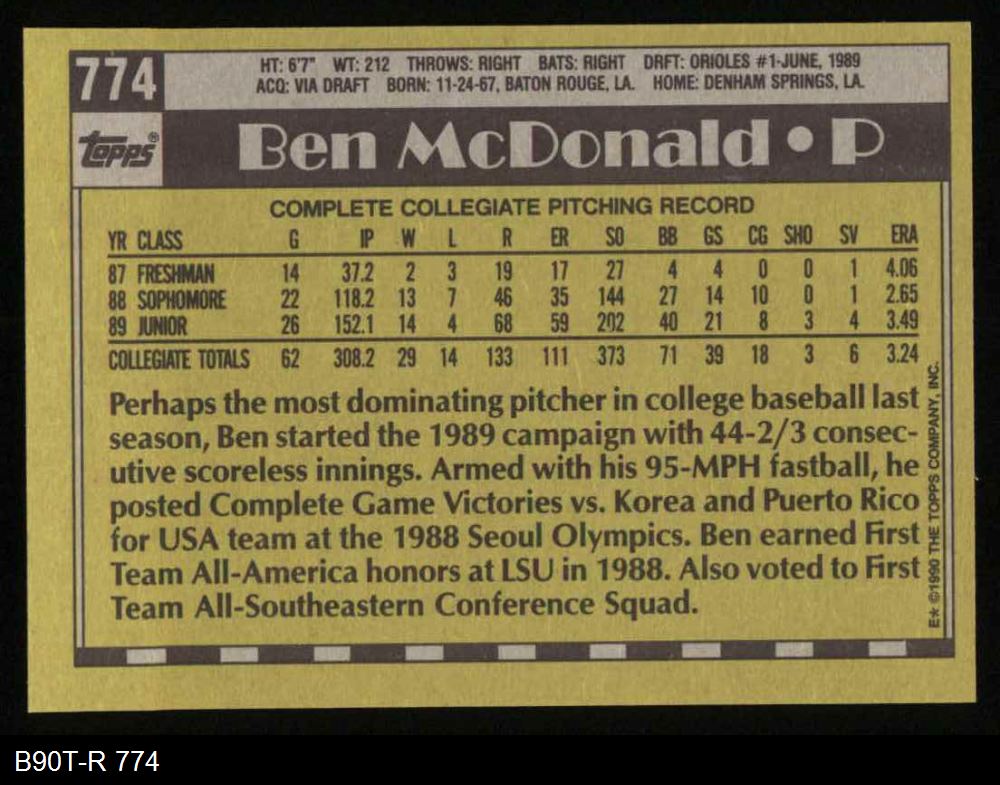 774
HT: 6'7" WT: 212 THROWS: RIGHT BATS: RIGHT DRFT: ORIOLES #1-JUNE, 1989
ACQ: VIA DRAFT BORN: 11-24-67, BATON ROUGE, LA. HOME: DENHAM SPRINGS, LA.
topps®
Ben McDonald • P
COMPLETE COLLEGIATE PITCHING RECORD
YR CLASS G IP W L R ER SO BB GS CG SHO SV ERA
87 FRESHMAN 14 37.2 2 3 19 17 27 4 4 0 0 1 4.06
88 SOPHOMORE 22 118.2 13 7 46 35 144 27 14 10 0 1 2.65
89 JUNIOR 26 152.1 14 4 68 59 202 40 21 8 3 4 3.49
COLLEGIATE TOTALS 62 308.2 29 14 133 111 373 71 39 18 3 6 3.24
Perhaps the most dominating pitcher in college baseball last
season, Ben started the 1989 campaign with 44-2/3 consec-
utive scoreless innings. Armed with his 95-MPH fastball, he
posted Complete Game Victories vs. Korea and Puerto Rico
for USA team at the 1988 Seoul Olympics. Ben earned First
Team All-America honors at LSU in 1988. Also voted to First
Team All-Southeastern Conference Squad.
E* ©1990 THE TOPPS COMPANY, INC.
B90T-R 774